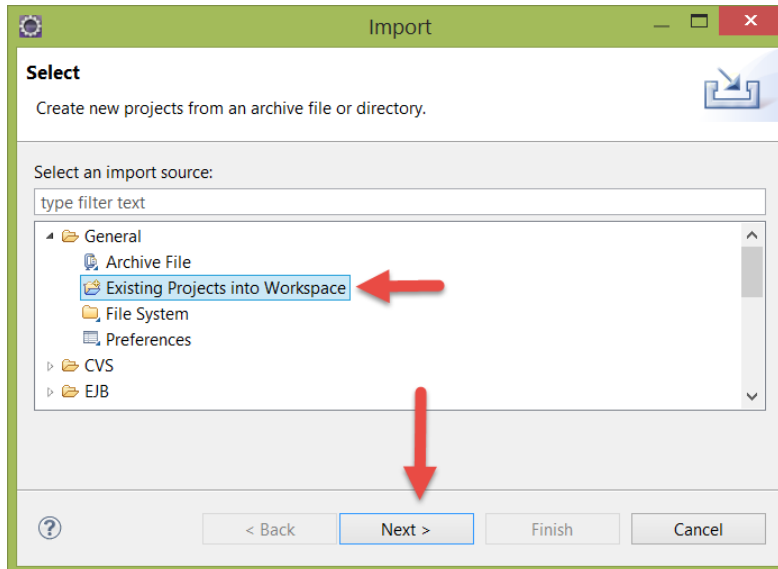 Import
Select
Create new projects from an archive file or directory.
Select an import source:
type filter text
General
Archive File
Existing Projects into Workspace
File System
Preferences
CVS
EJB
< Back Next > Finish Cancel